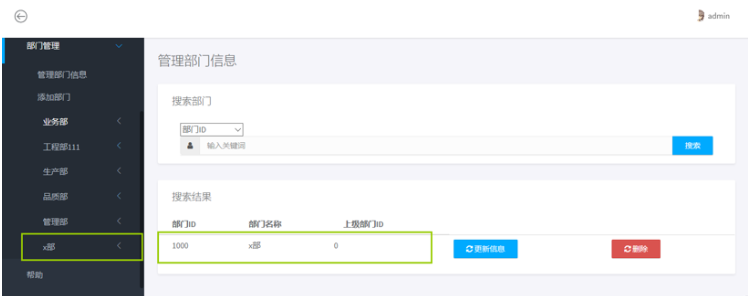 admin
部门管理
管理部门信息
添加部门
业务部
工程部111
生产部
品质部
管理部
x部
帮助
管理部门信息
搜索部门
部门ID
输入关键词
搜索
搜索结果
部门ID 部门名称 上级部门ID
1000 x部 0 更新信息 删除